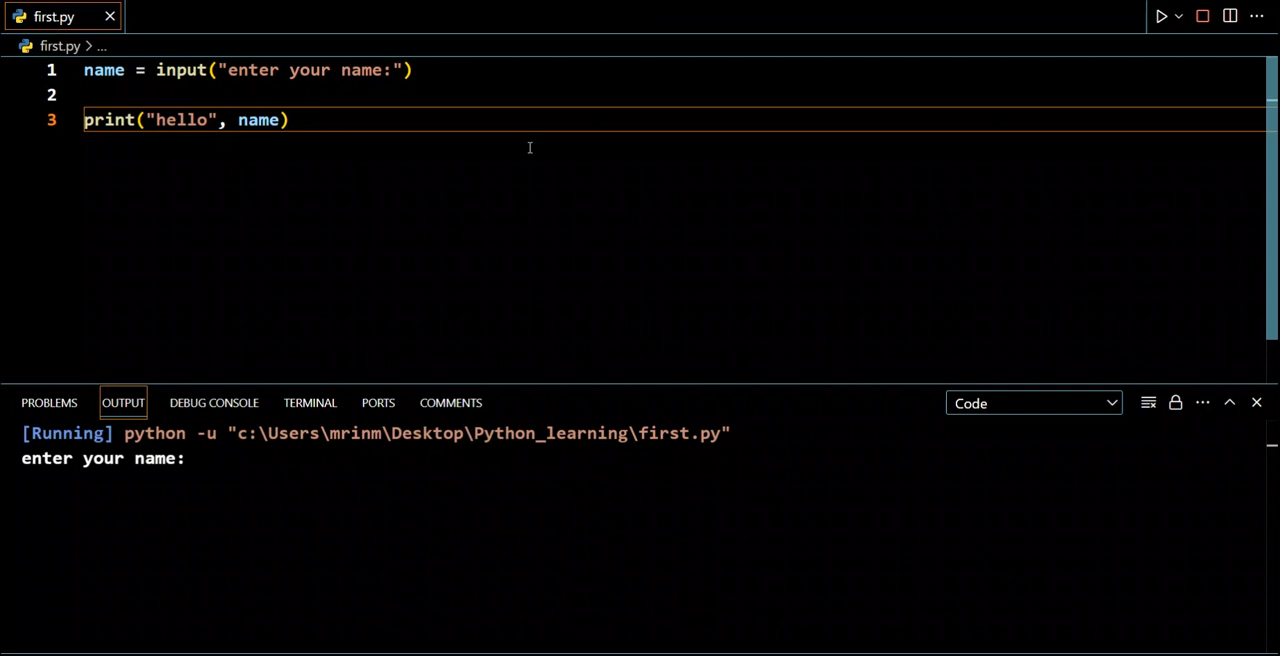 first.py
first.py > ...
1 name = input("enter your name:")
2
3 print("hello", name)
PROBLEMS OUTPUT DEBUG CONSOLE TERMINAL PORTS COMMENTS Code
[Running] python -u "c:\Users\mrinm\Desktop\Python_learning\first.py"
enter your name: